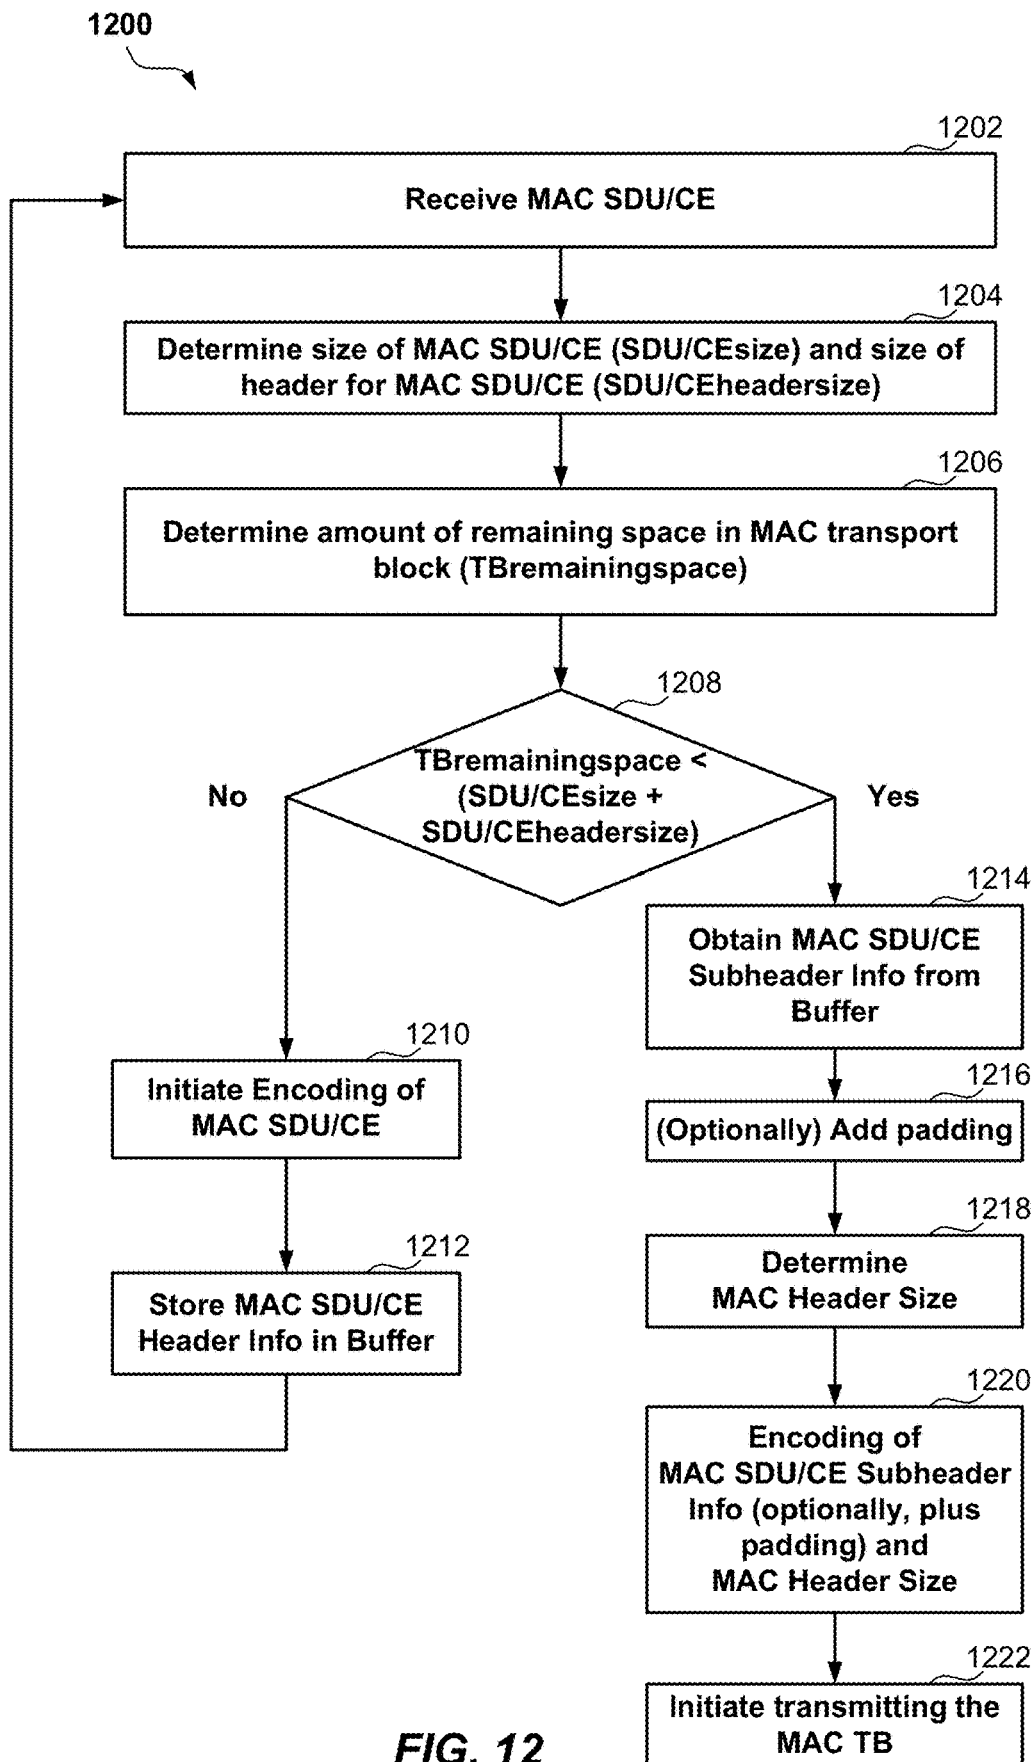 1200
1202
Receive MAC SDU/CE
1204
Determine size of MAC SDU/CE (SDU/CEsize) and size of
header for MAC SDU/CE (SDU/CEheadersize)
1206
Determine amount of remaining space in MAC transport
block (TBremainingspace)
1208
TBremainingspace <
(SDU/CEsize +
SDU/CEheadersize)
No
Yes
1214
Obtain MAC SDU/CE
Subheader Info from
Buffer
1210
Initiate Encoding of
MAC SDU/CE
1216
(Optionally) Add padding
1218
Determine
MAC Header Size
1212
Store MAC SDU/CE
Header Info in Buffer
1220
Encoding of
MAC SDU/CE Subheader
Info (optionally, plus
padding) and
MAC Header Size
1222
Initiate transmitting the
MAC TB
FIG. 12